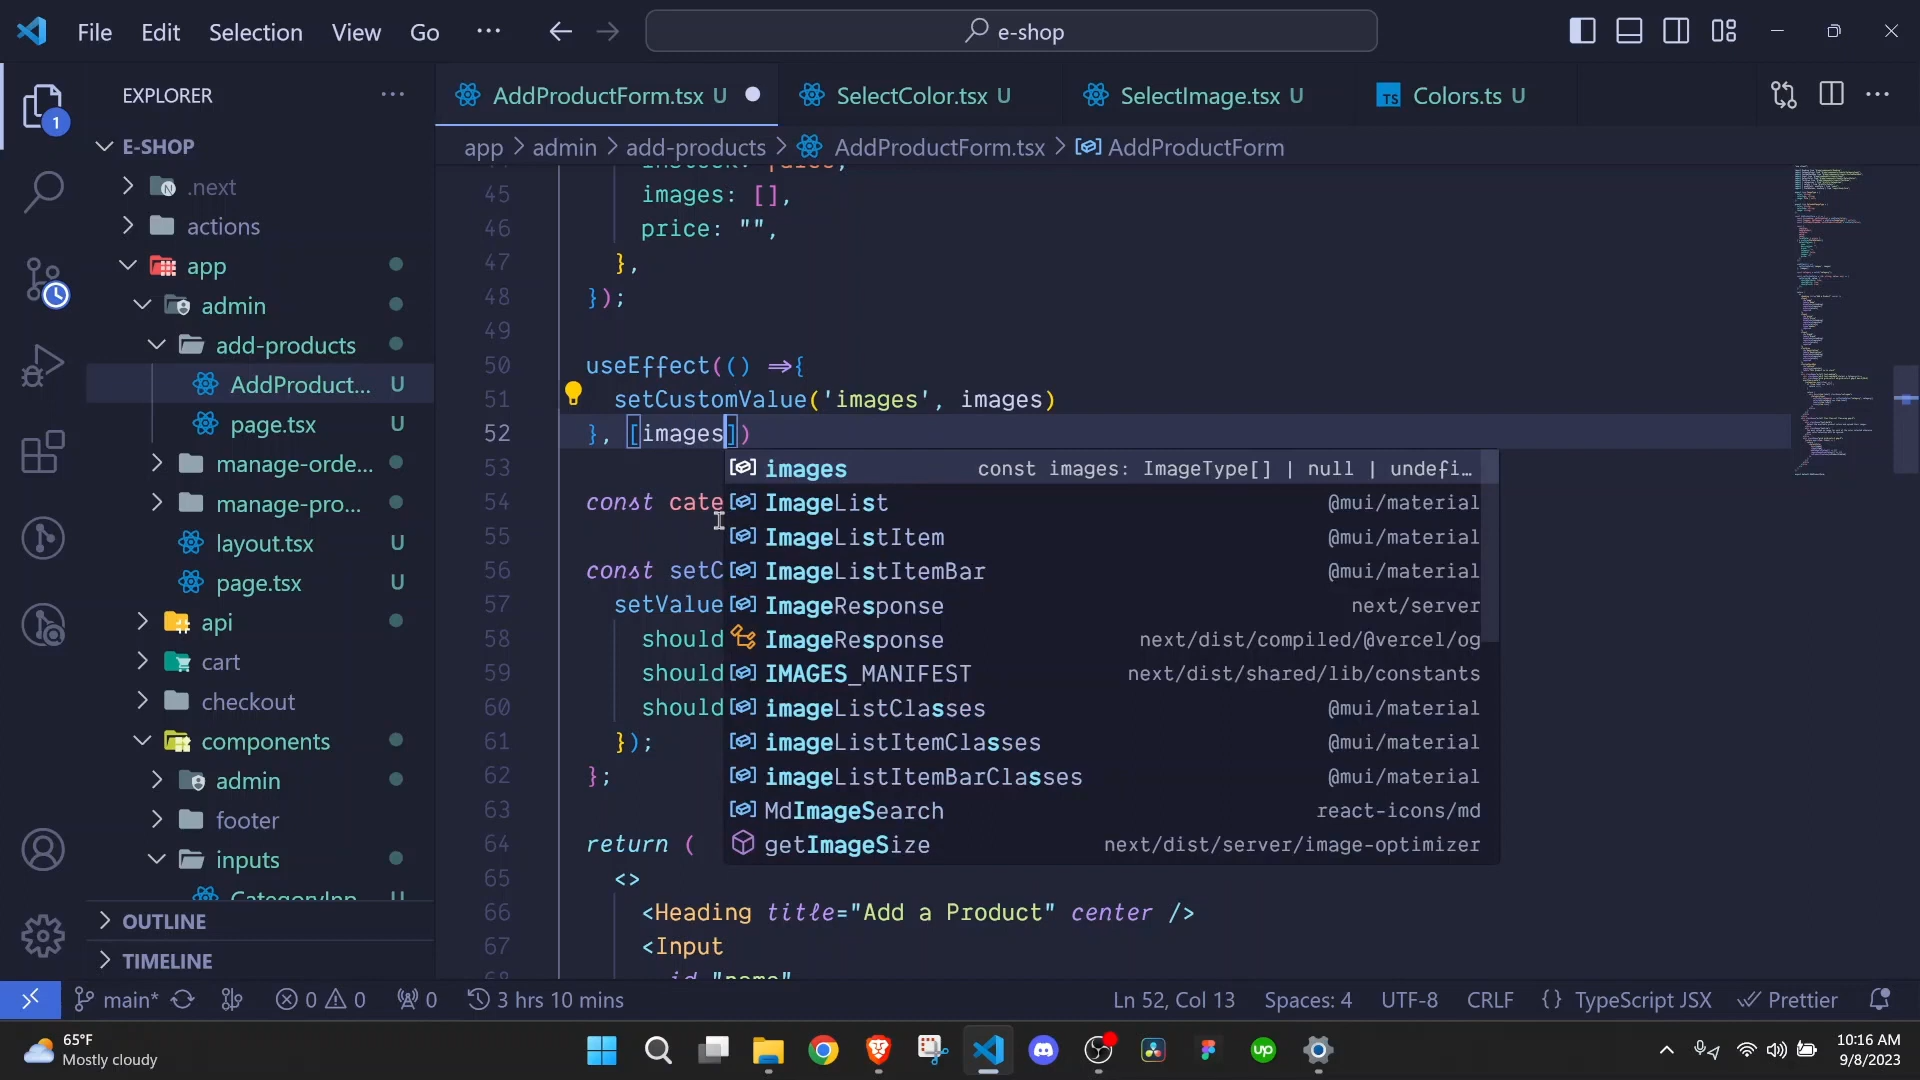 File Edit Selection View Go ··· e-shop
EXPLORER ···
AddProductForm.tsx U SelectColor.tsx U SelectImage.tsx U Colors.ts U ···
app > admin > add-products > AddProductForm.tsx > AddProductForm
1
E-SHOP
.next
actions
app
admin
add-products
AddProduct... U
page.tsx U
manage-orde...
manage-pro...
layout.tsx U
page.tsx U
api
cart
checkout
components
admin
footer
inputs
OUTLINE
TIMELINE
45 images: [],
46 price: "",
47 },
48 });
49
50 useEffect(() =>{
51 setCustomValue('images', images)
52 }, [images])
53
54 const cate
55
56 const setC
57 setValue
58 should
59 should
60 should
61 });
62 };
63
64 return (
65 <>
66 <Heading title="Add a Product" center />
67 <Input
images const images: ImageType[] | null | undefi…
ImageList @mui/material
ImageListItem @mui/material
ImageListItemBar @mui/material
ImageResponse next/server
ImageResponse next/dist/compiled/@vercel/og
IMAGES_MANIFEST next/dist/shared/lib/constants
imageListClasses @mui/material
imageListItemClasses @mui/material
imageListItemBarClasses @mui/material
MdImageSearch react-icons/md
getImageSize next/dist/server/image-optimizer
main* 0 0 0 3 hrs 10 mins Ln 52, Col 13 Spaces: 4 UTF-8 CRLF {} TypeScript JSX Prettier
65°F
Mostly cloudy
up
10:16 AM
9/8/2023